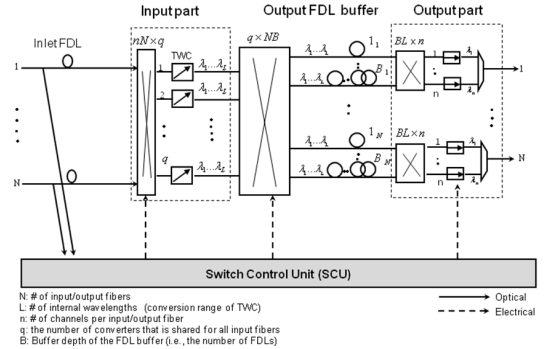 Input part
Output FDL buffer
Output part
nN×q
q×NB
Inlet FDL
TWC
λ1...λL
λ1...λL
11
BL×n
1
λ1
1
1
1
2
λ1...λL
λ1...λL
B1
n
λn
1N
BL×n
λ1...λL
1
λ1
N
q
λ1...λL
λ1...λL
BN
n
λn
N
Switch Control Unit (SCU)
N: # of input/output fibers
L: # of internal wavelengths (conversion range of TWC)
n: # of channels per input/output fiber
q: the number of converters that is shared for all input fibers
B: Buffer depth of the FDL buffer (i.e., the number of FDLs)
Optical
Electrical